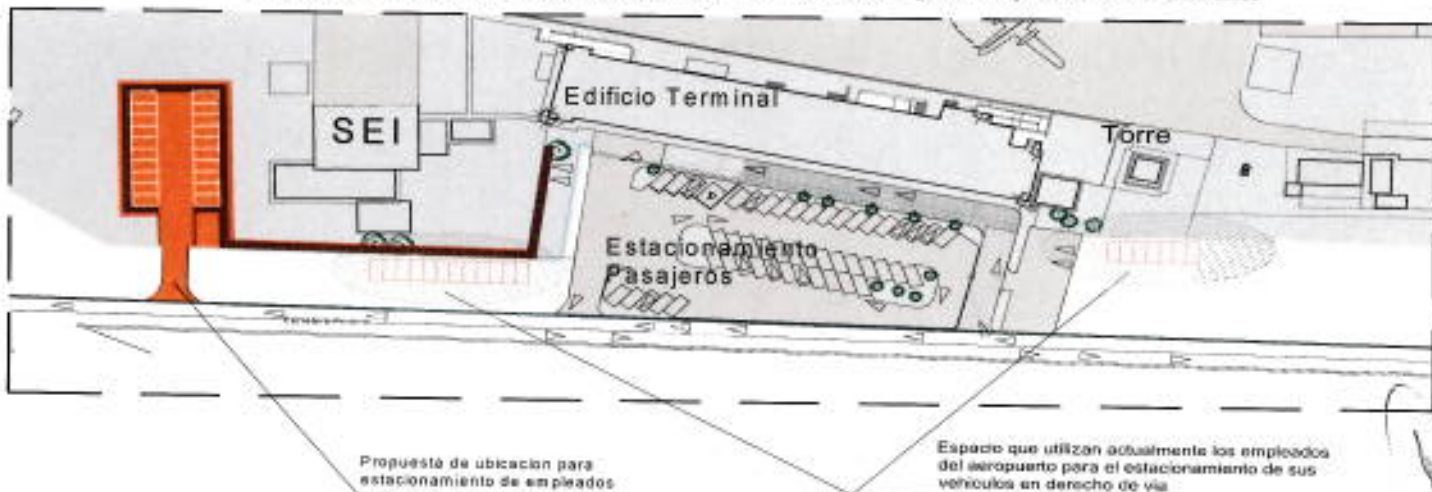 Edificio Terminal
SEI
Torre
Estacionamiento
Pasajeros
Propuesta de ubicacion para
estacionamiento de empleados
Espacio que utilizan actualmente los empleados
del aeropuerto para el estacionamiento de sus
vehiculos en derecho de via